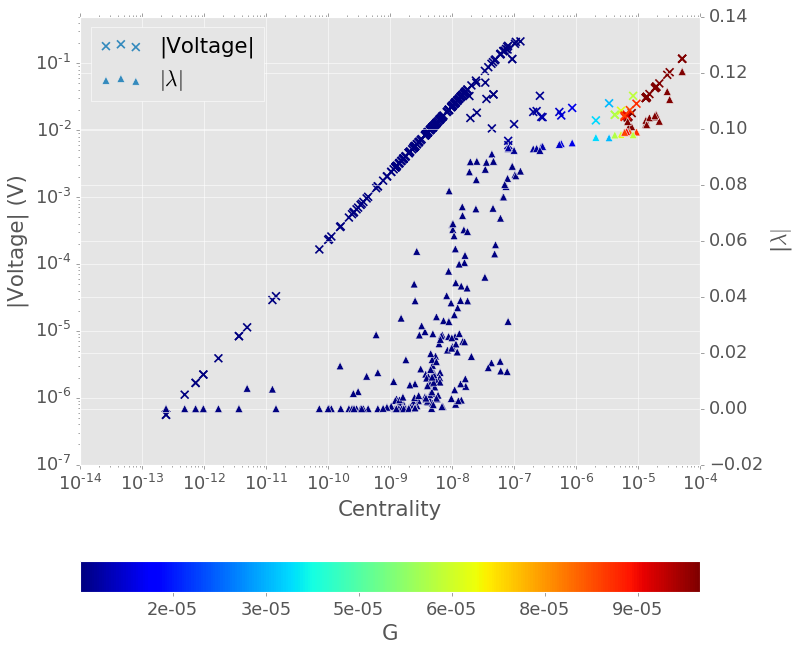 |Voltage|
|λ|
10⁻¹
10⁻²
10⁻³
10⁻⁴
10⁻⁵
10⁻⁶
10⁻⁷
|Voltage| (V)
0.14
0.12
0.10
0.08
0.06
0.04
0.02
0.00
−0.02
|λ|
10⁻¹⁴ 10⁻¹³ 10⁻¹² 10⁻¹¹ 10⁻¹⁰ 10⁻⁹ 10⁻⁸ 10⁻⁷ 10⁻⁶ 10⁻⁵ 10⁻⁴
Centrality
2e-05 3e-05 5e-05 6e-05 8e-05 9e-05
G